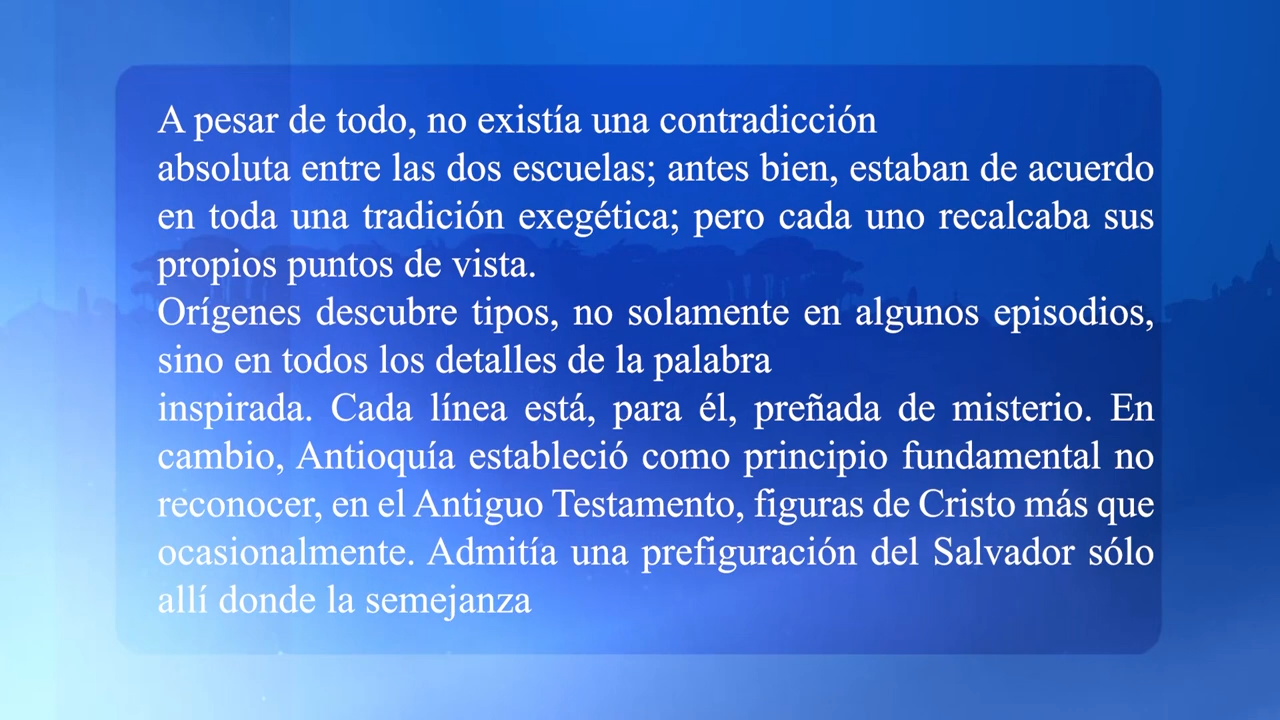 A pesar de todo, no existía una contradicción
absoluta entre las dos escuelas; antes bien, estaban de acuerdo
en toda una tradición exegética; pero cada uno recalcaba sus
propios puntos de vista.
Orígenes descubre tipos, no solamente en algunos episodios,
sino en todos los detalles de la palabra
inspirada. Cada línea está, para él, preñada de misterio. En
cambio, Antioquía estableció como principio fundamental no
reconocer, en el Antiguo Testamento, figuras de Cristo más que
ocasionalmente. Admitía una prefiguración del Salvador sólo
allí donde la semejanza